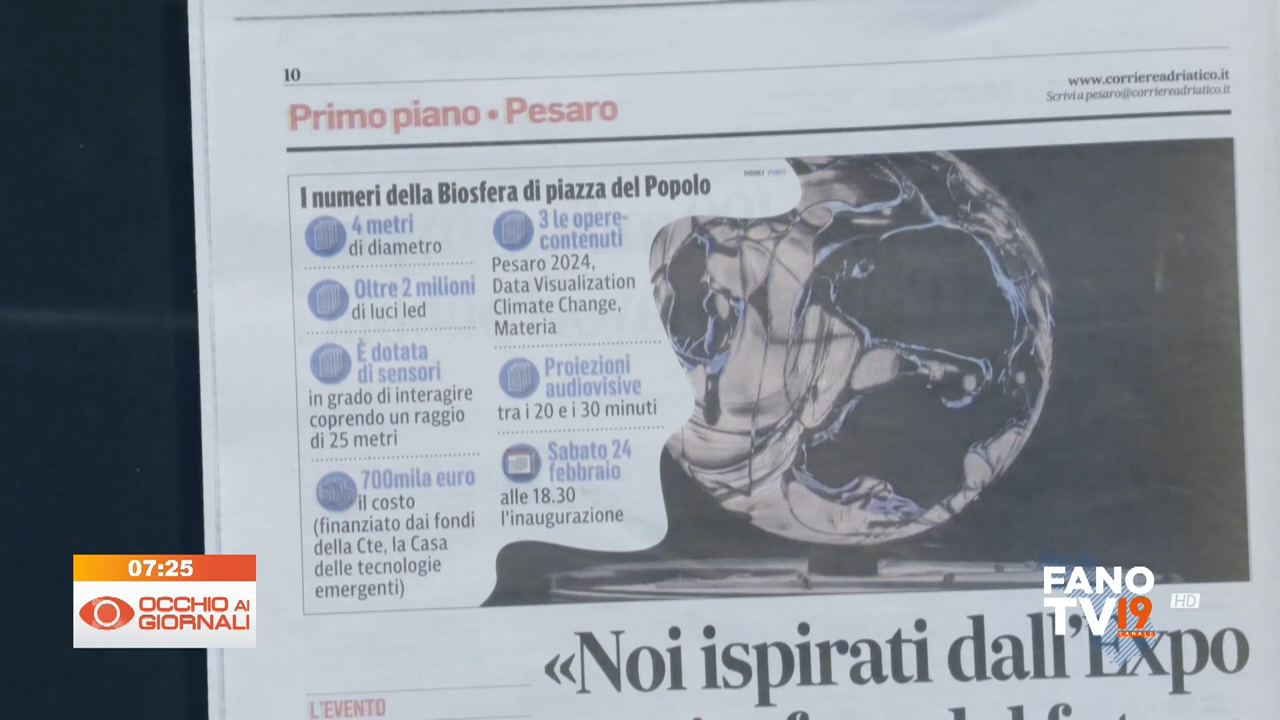 10
www.corriereadriatico.it
Scrivi a pesaro@corriereadriatico.it
Primo piano • Pesaro
I numeri della Biosfera di piazza del Popolo
4 metri
di diametro
Oltre 2 milioni
di luci led
È dotata
di sensori
in grado di interagire
coprendo un raggio
di 25 metri
700mila euro
il costo
(finanziato dai fondi
della Cte, la Casa
delle tecnologie
emergenti)
3 le opere-
contenuti
Pesaro 2024,
Data Visualization
Climate Change,
Materia
Proiezioni
audiovisive
tra i 20 e i 30 minuti
Sabato 24
febbraio
alle 18.30
l'inaugurazione
«Noi ispirati dall'Expo
L'EVENTO
07:25
OCCHIO AI
GIORNALI
FANO
TV 19
CANALE
HD